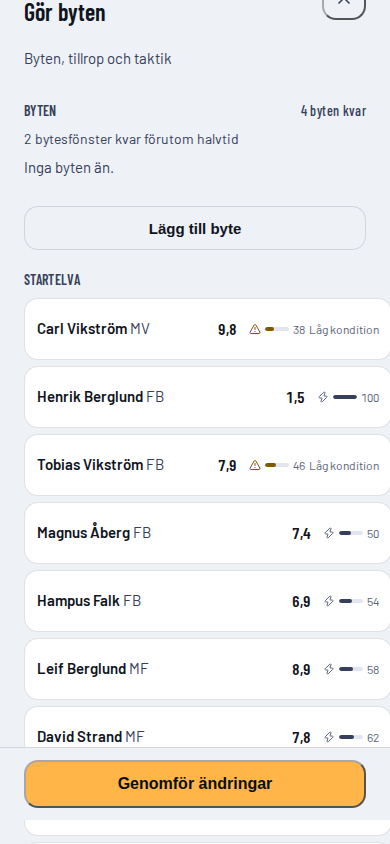 Gör byten
Byten, tillrop och taktik
BYTEN 4 byten kvar
2 bytesfönster kvar förutom halvtid
Inga byten än.
Lägg till byte
STARTELVA
Carl Vikström MV 9,8 38 Låg kondition
Henrik Berglund FB 1,5 100
Tobias Vikström FB 7,9 46 Låg kondition
Magnus Åberg FB 7,4 50
Hampus Falk FB 6,9 54
Leif Berglund MF 8,9 58
David Strand MF 7,8 62
Genomför ändringar